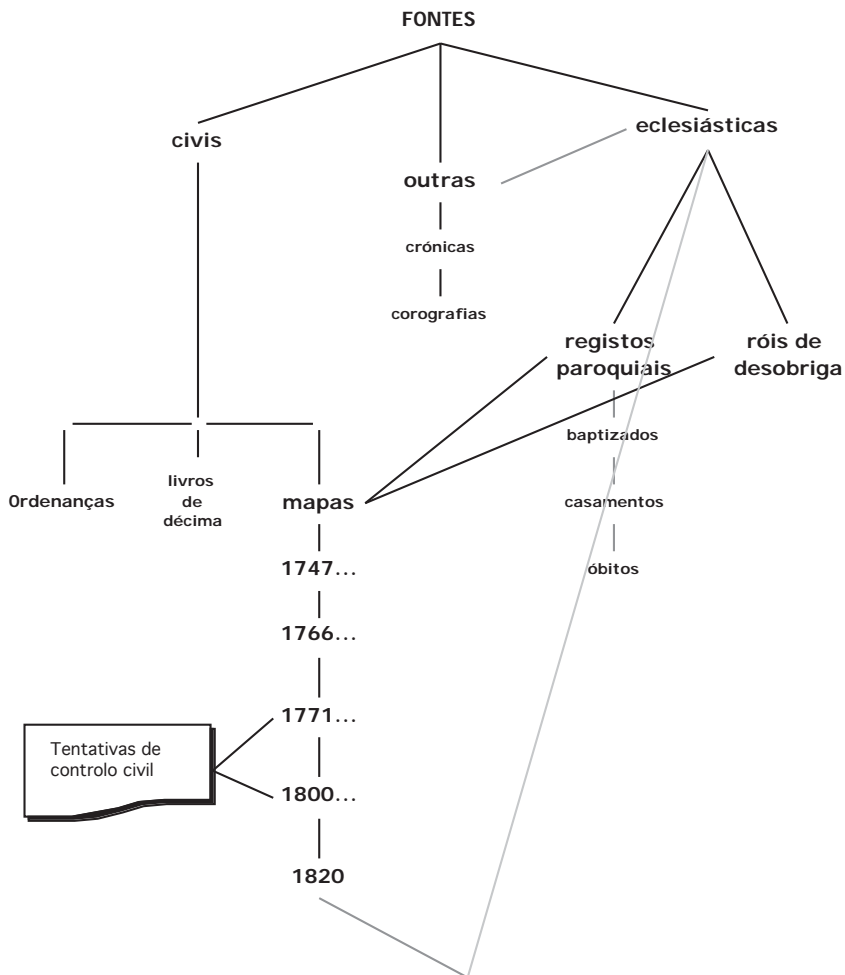 FONTES
civis
eclesiásticas
outras
crónicas
corografias
registos
paroquiais
róis de
desobriga
baptizados
casamentos
óbitos
Ordenanças
livros
de
décima
mapas
1747...
1766...
1771...
Tentativas de
controlo civil
1800...
1820